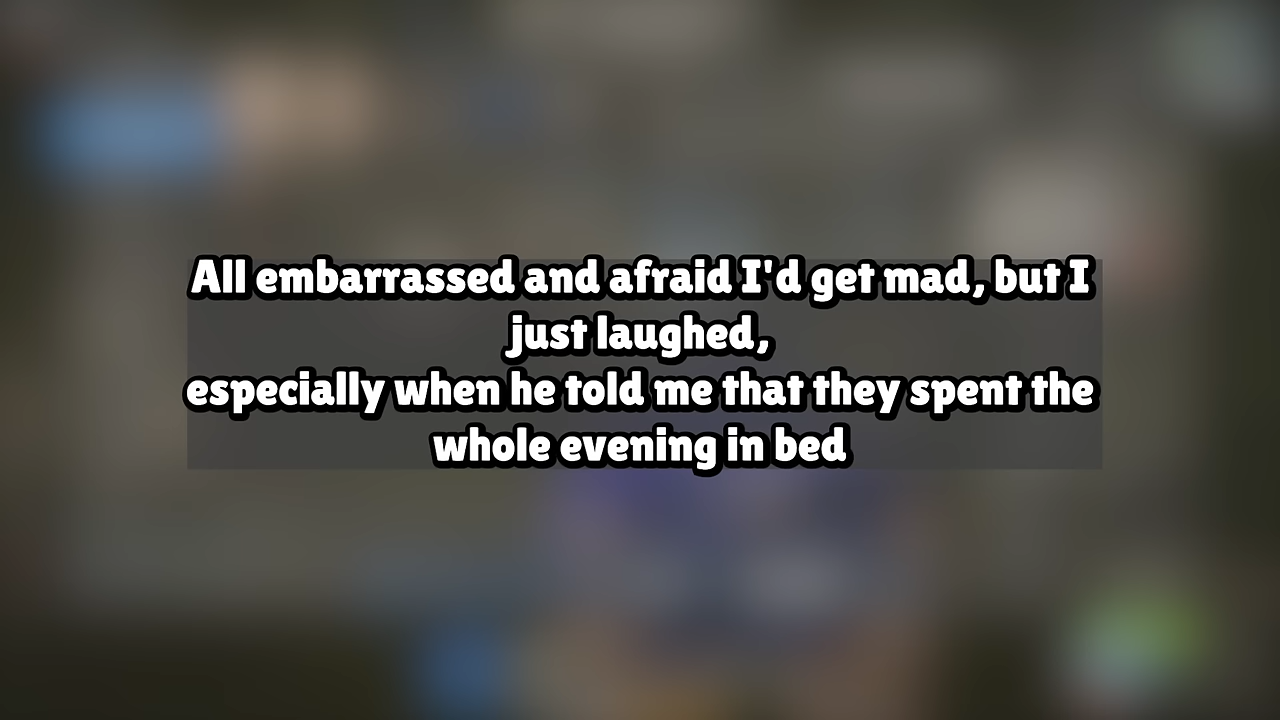 All embarrassed and afraid I'd get mad, but I
just laughed,
especially when he told me that they spent the
whole evening in bed